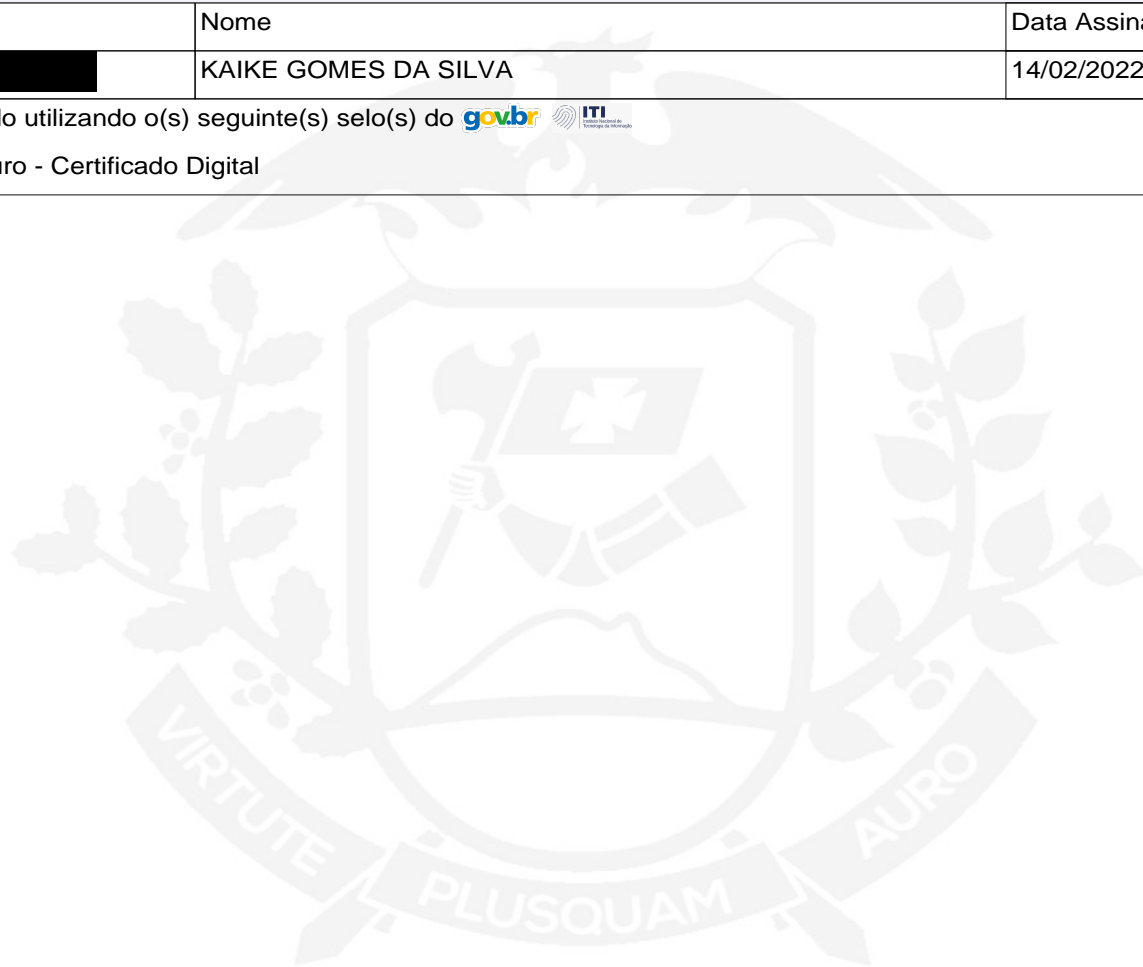 Nome Data Assina
KAIKE GOMES DA SILVA 14/02/2022
o utilizando o(s) seguinte(s) selo(s) do gov.br ITI
uro - Certificado Digital
VIRTUTE PLUSQUAM AURO